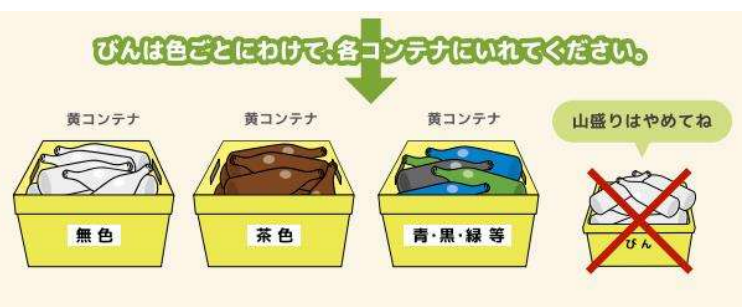 びんは色ごとにわけて、各コンテナにいれてください。
黄コンテナ
黄コンテナ
黄コンテナ
山盛りはやめてね
無色
茶色
青・黒・緑 等
びん